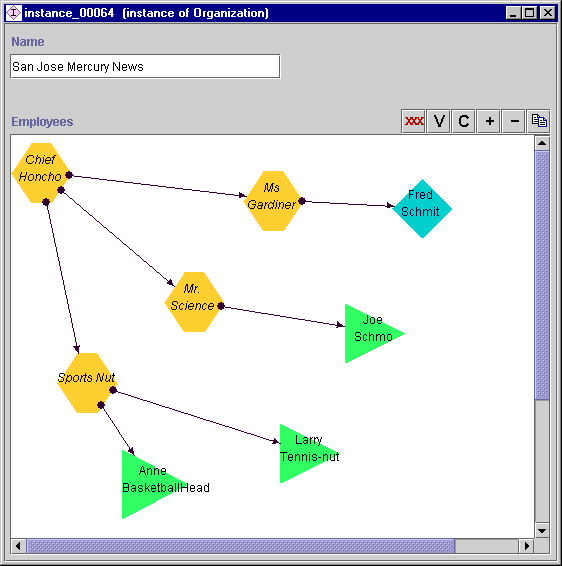 instance_00064 (instance of Organization)
Name
San Jose Mercury News
Employees
XXX V C + −
Chief
Honcho
Ms
Gardiner
Fred
Schmit
Mr.
Science
Joe
Schmo
Sports Nut
Larry
Tennis-nut
Anne
BasketballHead